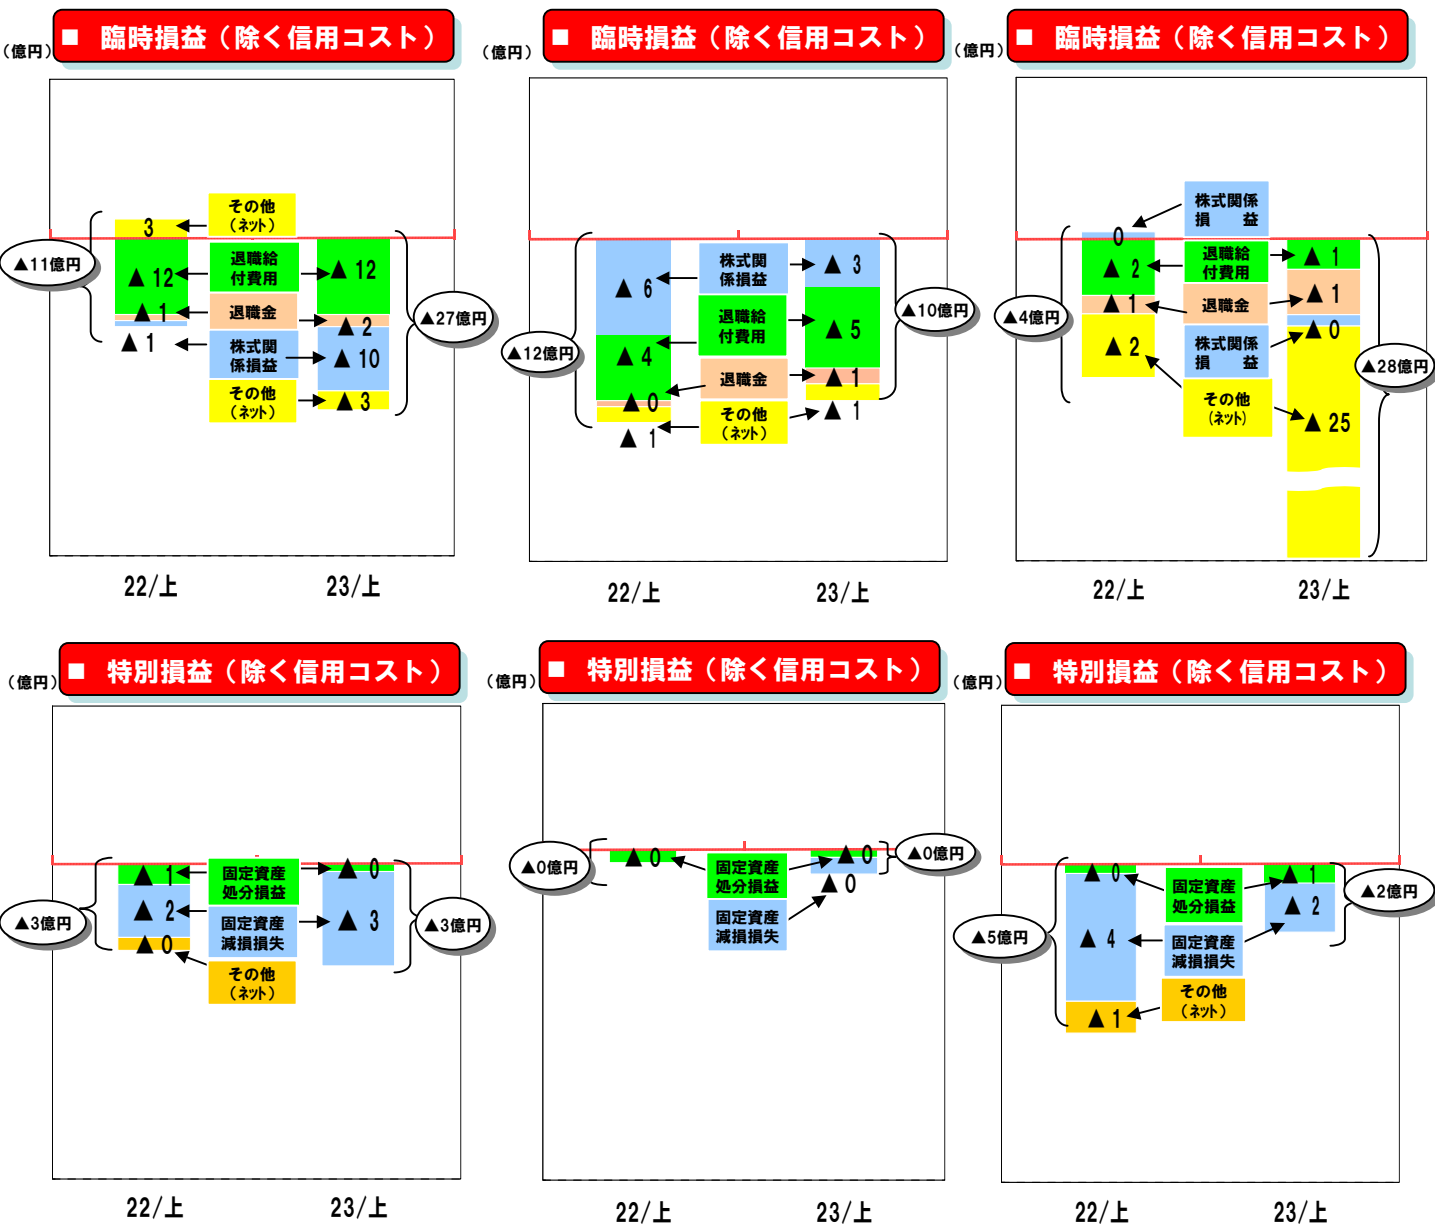 （億円）
■ 臨時損益（除く信用コスト）
3
その他
（ネット）
▲11億円
▲12
退職給
付費用
▲12
▲1
退職金
▲2
▲27億円
▲1
株式関
係損益
▲10
その他
（ネット）
▲3
22/上
23/上
（億円）
■ 臨時損益（除く信用コスト）
▲6
株式関
係損益
▲3
▲12億円
▲4
退職給
付費用
▲5
▲10億円
▲0
退職金
▲1
▲1
その他
（ネット）
▲1
22/上
23/上
（億円）
■ 臨時損益（除く信用コスト）
0
株式関係
損　益
▲2
退職給
付費用
▲1
▲4億円
▲1
退職金
▲1
株式関係
損　益
▲0
▲2
▲28億円
その他
（ネット）
▲25
22/上
23/上
（億円）
■ 特別損益（除く信用コスト）
▲1
固定資産
処分損益
▲0
▲3億円
▲2
固定資産
減損損失
▲3
▲3億円
▲0
その他
（ネット）
22/上
23/上
（億円）
■ 特別損益（除く信用コスト）
▲0億円
▲0
固定資産
処分損益
▲0
▲0億円
固定資産
減損損失
▲0
22/上
23/上
（億円）
■ 特別損益（除く信用コスト）
▲0
固定資産
処分損益
▲1
▲2億円
▲5億円
▲4
固定資産
減損損失
▲2
▲1
その他
（ネット）
22/上
23/上